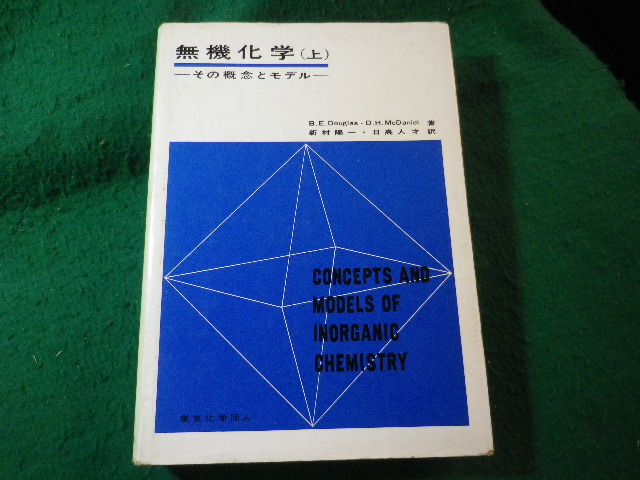 無機化学(上)
—その概念とモデル—
B.E.Douglas・D.H.McDaniel 著
新村陽一・日高人才訳
CONCEPTS AND
MODELS OF
INORGANIC
CHEMISTRY
東京化学同人